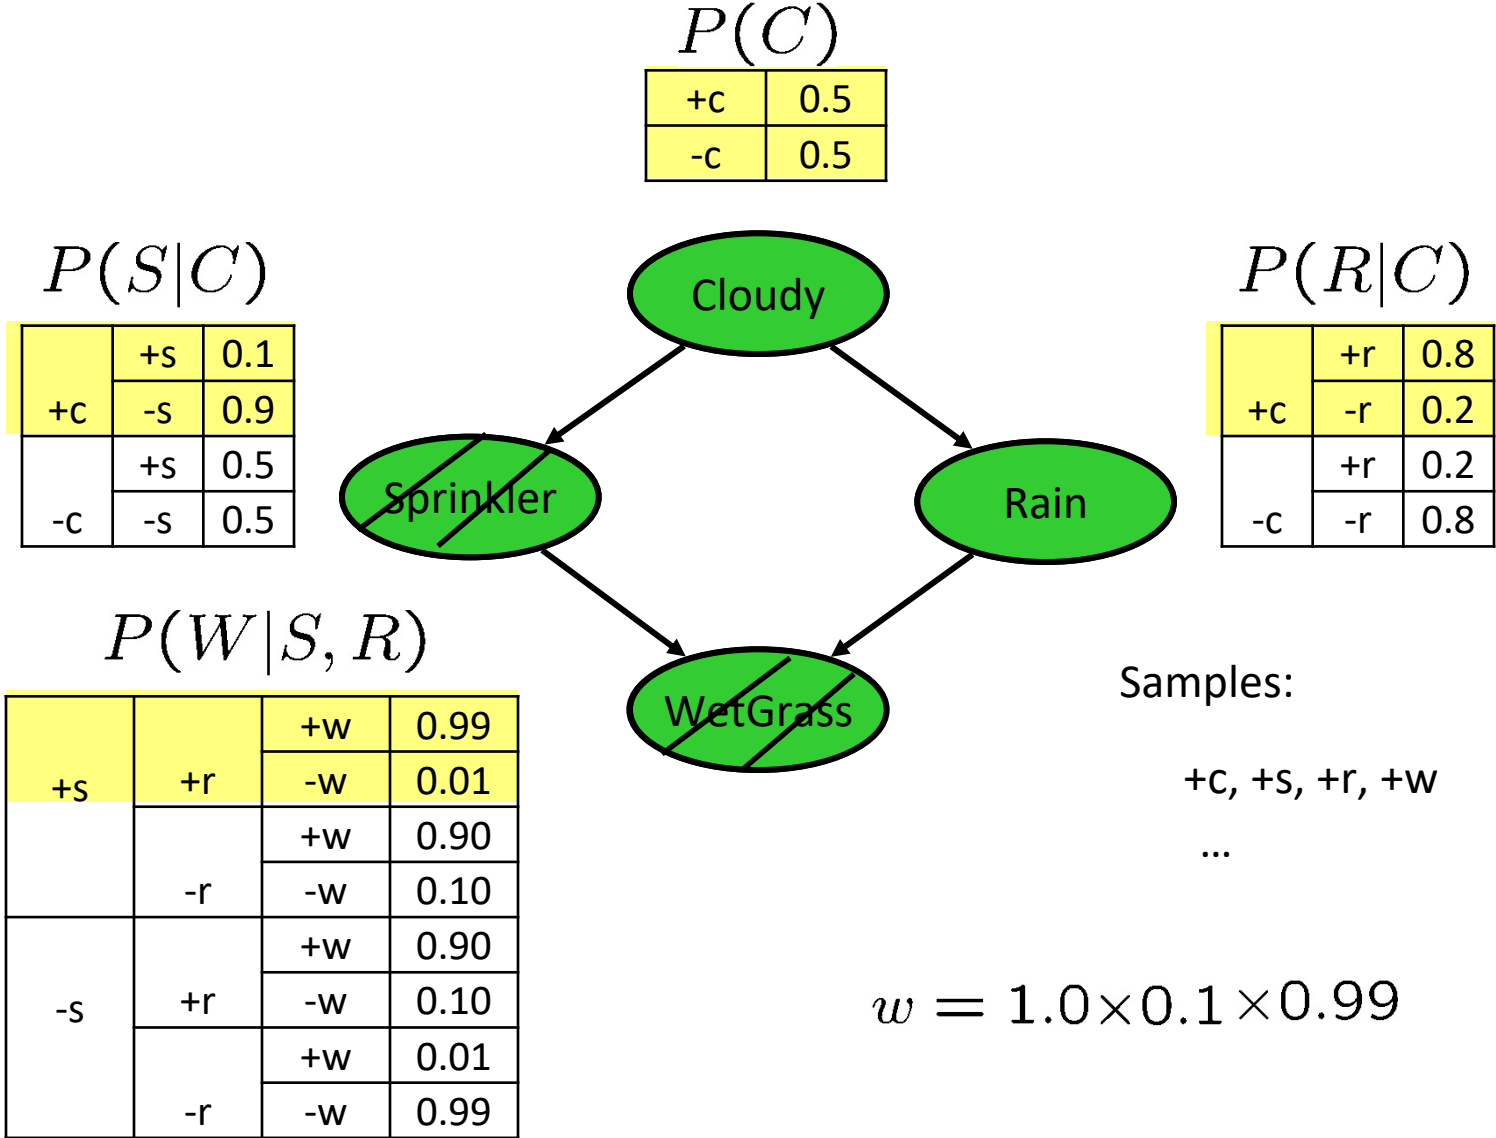 P(C)
+c 0.5
-c 0.5
P(S|C)
+s 0.1
+c -s 0.9
+s 0.5
-c -s 0.5
Cloudy
P(R|C)
+r 0.8
+c -r 0.2
+r 0.2
-c -r 0.8
Sprinkler
Rain
P(W|S, R)
+w 0.99
+s +r -w 0.01
+w 0.90
-r -w 0.10
+w 0.90
-s +r -w 0.10
+w 0.01
-r -w 0.99
WetGrass
Samples:
+c, +s, +r, +w
...
w = 1.0×0.1×0.99